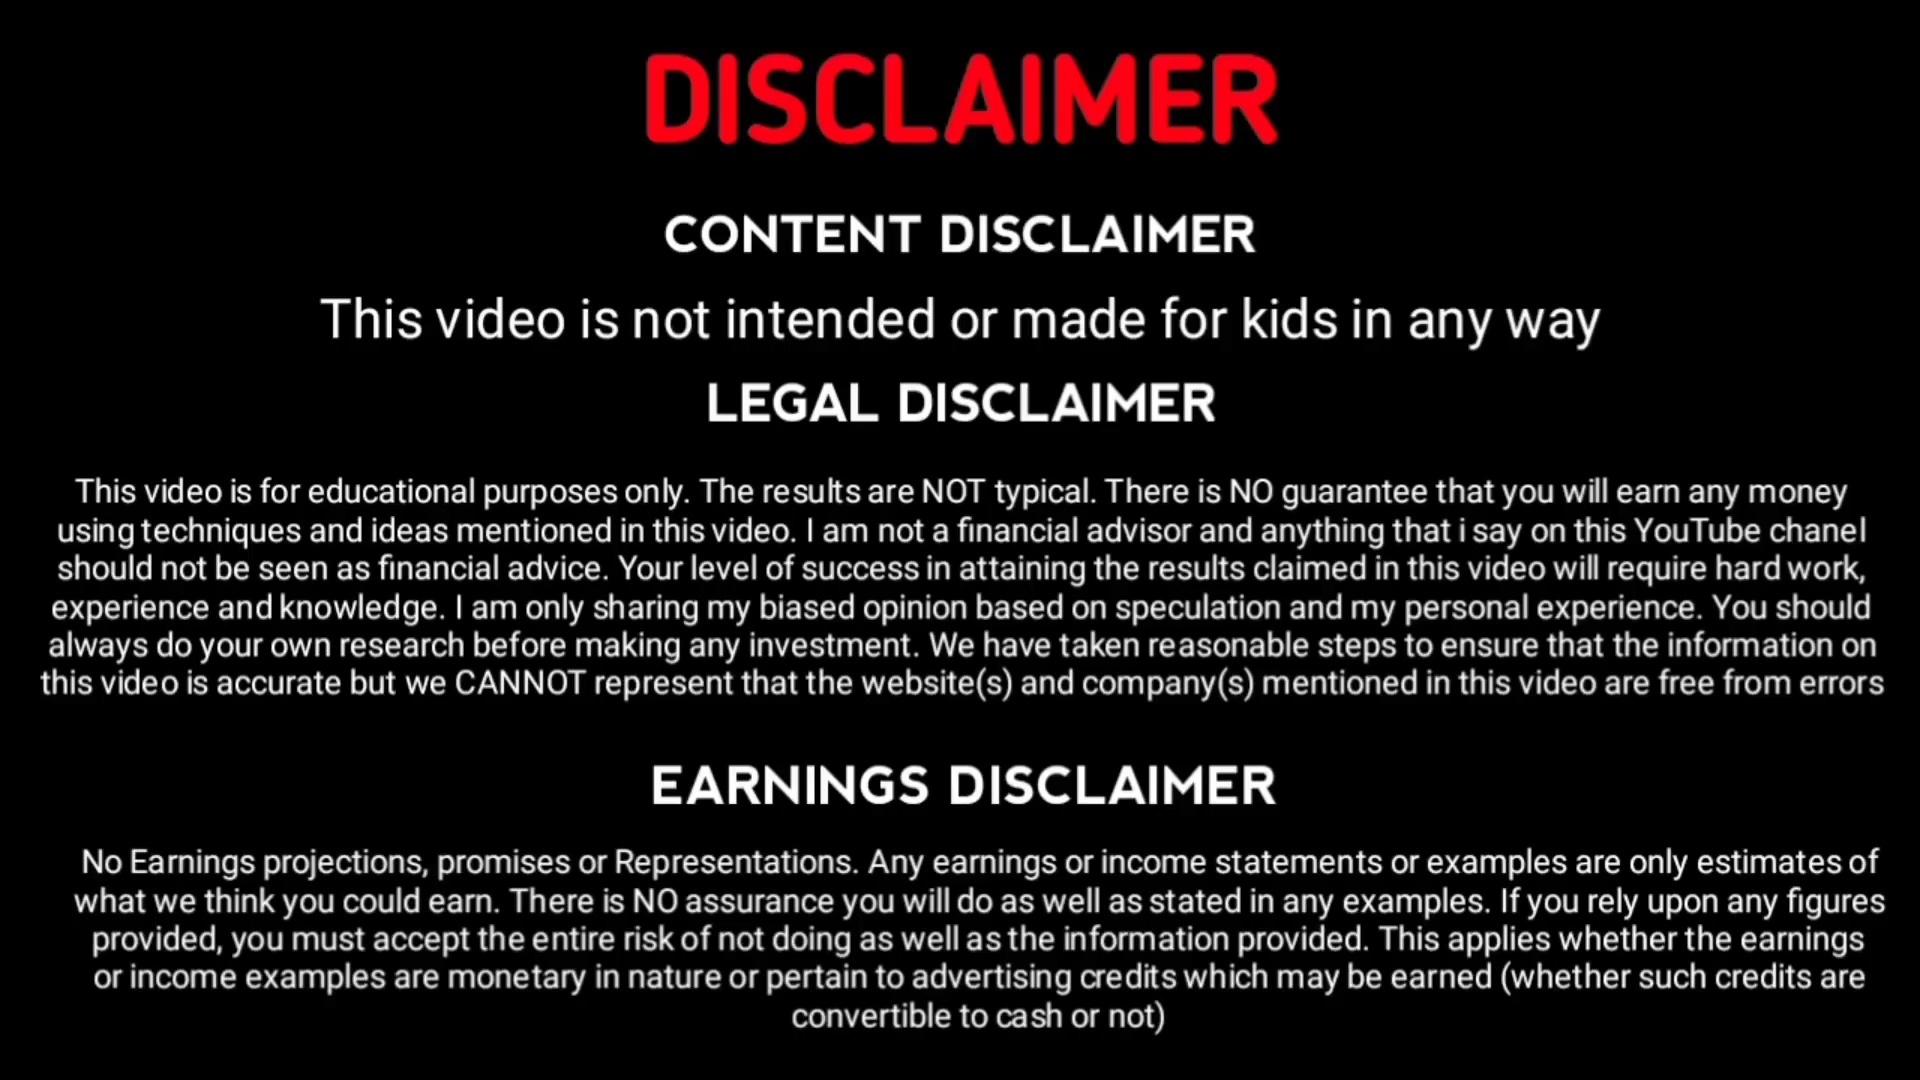 DISCLAIMER
CONTENT DISCLAIMER
This video is not intended or made for kids in any way
LEGAL DISCLAIMER
This video is for educational purposes only. The results are NOT typical. There is NO guarantee that you will earn any money
using techniques and ideas mentioned in this video. I am not a financial advisor and anything that i say on this YouTube chanel
should not be seen as financial advice. Your level of success in attaining the results claimed in this video will require hard work,
experience and knowledge. I am only sharing my biased opinion based on speculation and my personal experience. You should
always do your own research before making any investment. We have taken reasonable steps to ensure that the information on
this video is accurate but we CANNOT represent that the website(s) and company(s) mentioned in this video are free from errors
EARNINGS DISCLAIMER
No Earnings projections, promises or Representations. Any earnings or income statements or examples are only estimates of
what we think you could earn. There is NO assurance you will do as well as stated in any examples. If you rely upon any figures
provided, you must accept the entire risk of not doing as well as the information provided. This applies whether the earnings
or income examples are monetary in nature or pertain to advertising credits which may be earned (whether such credits are
convertible to cash or not)